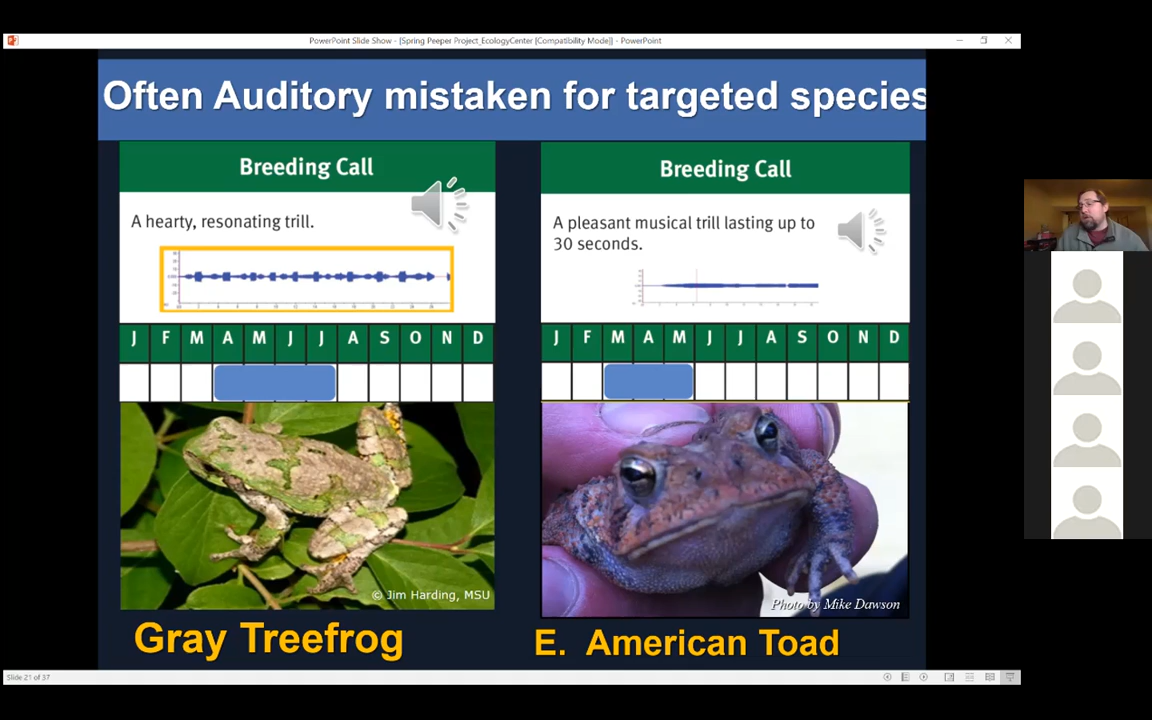 PowerPoint Slide Show - [Spring Peeper Project_EcologyCenter [Compatibility Mode]] - PowerPoint
Often Auditory mistaken for targeted species
Breeding Call
A hearty, resonating trill.
J F M A M J J A S O N D
© Jim Harding, MSU
Gray Treefrog
Breeding Call
A pleasant musical trill lasting up to
30 seconds.
J F M A M J J A S O N D
Photo by Mike Dawson
E. American Toad
Slide 21 of 37